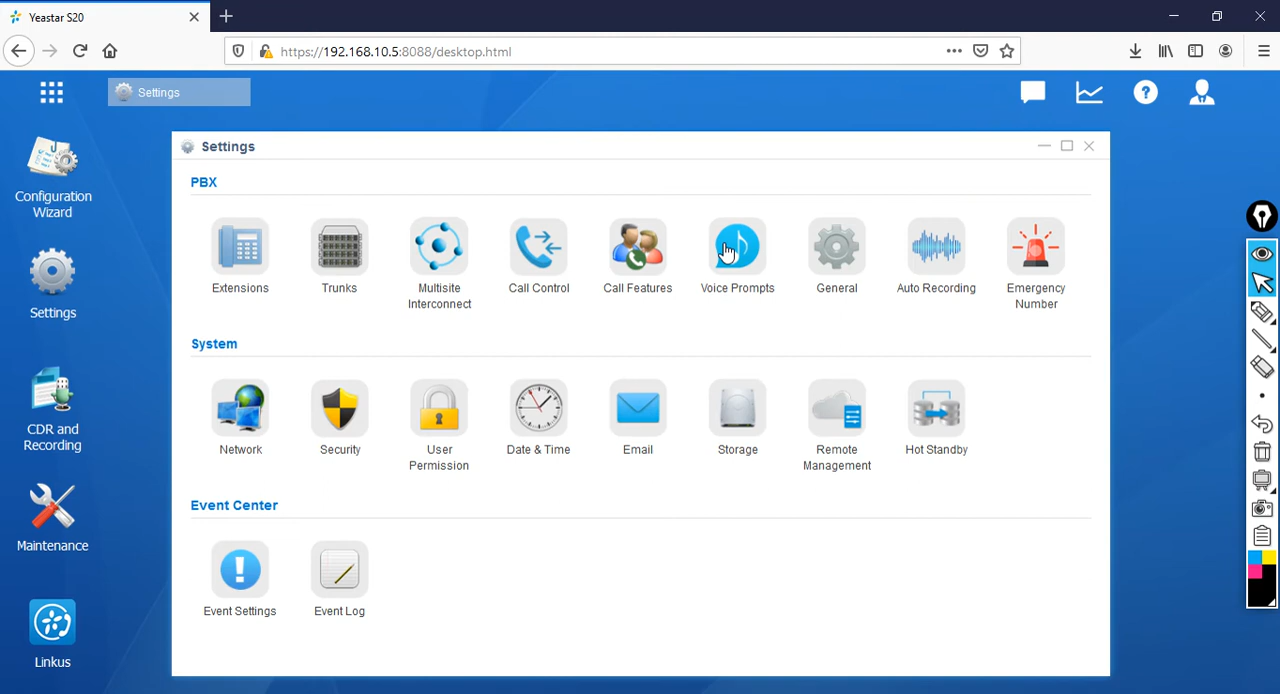 Yeastar S20
https://192.168.10.5:8088/desktop.html
Settings
Configuration
Wizard
Settings
CDR and
Recording
Maintenance
Linkus
Settings
PBX
Extensions
Trunks
Multisite
Interconnect
Call Control
Call Features
Voice Prompts
General
Auto Recording
Emergency
Number
System
Network
Security
User
Permission
Date & Time
Email
Storage
Remote
Management
Hot Standby
Event Center
Event Settings
Event Log